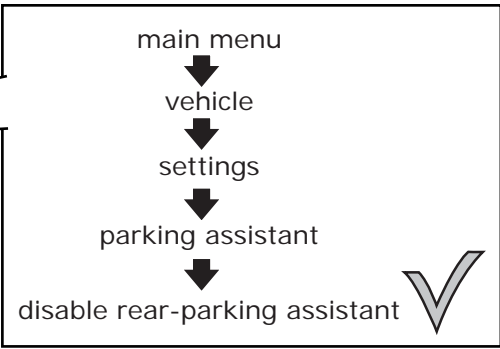 main menu
vehicle
settings
parking assistant
disable rear-parking assistant